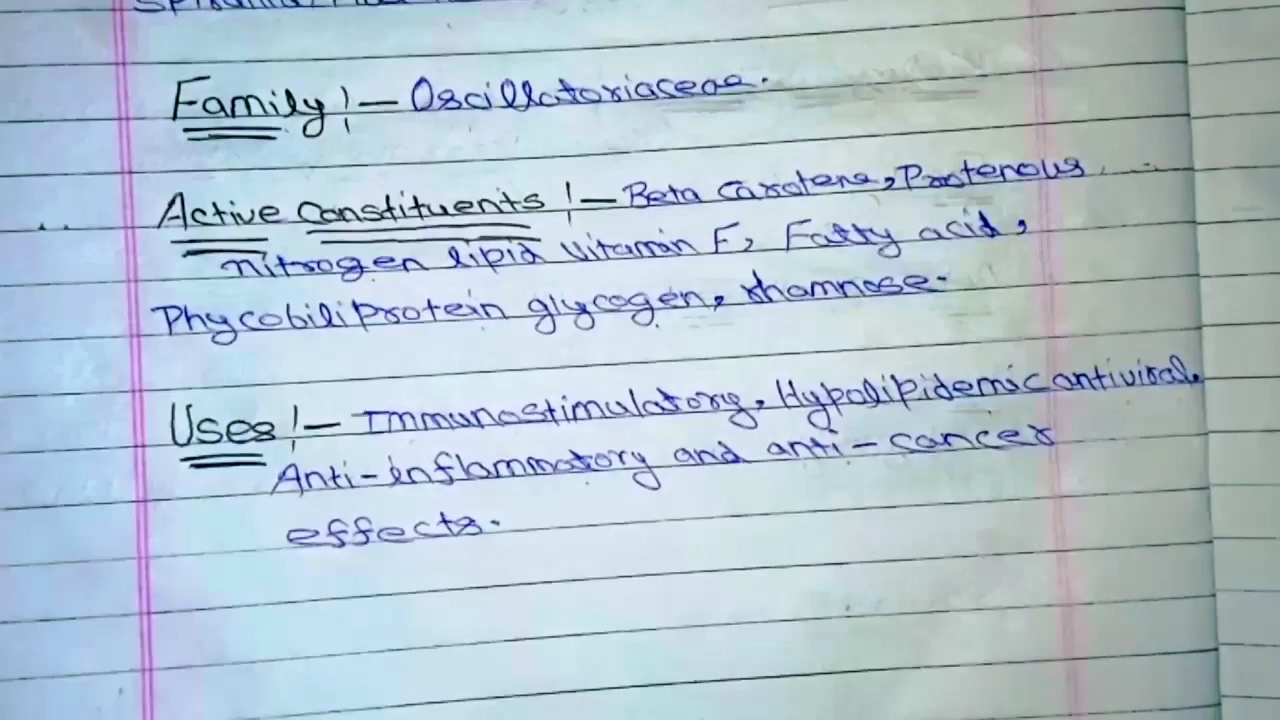 Family :- Oscillatoriaceae.
Active constituents :- Beta carotene, Protenous
nitrogen lipid vitamin E, Fatty acid,
Phycobiliprotein glycogen, rhamnose.
Uses :- Immunostimulatory, Hypolipidemic antiviral
Anti-inflammatory and anti-cancer
effects.